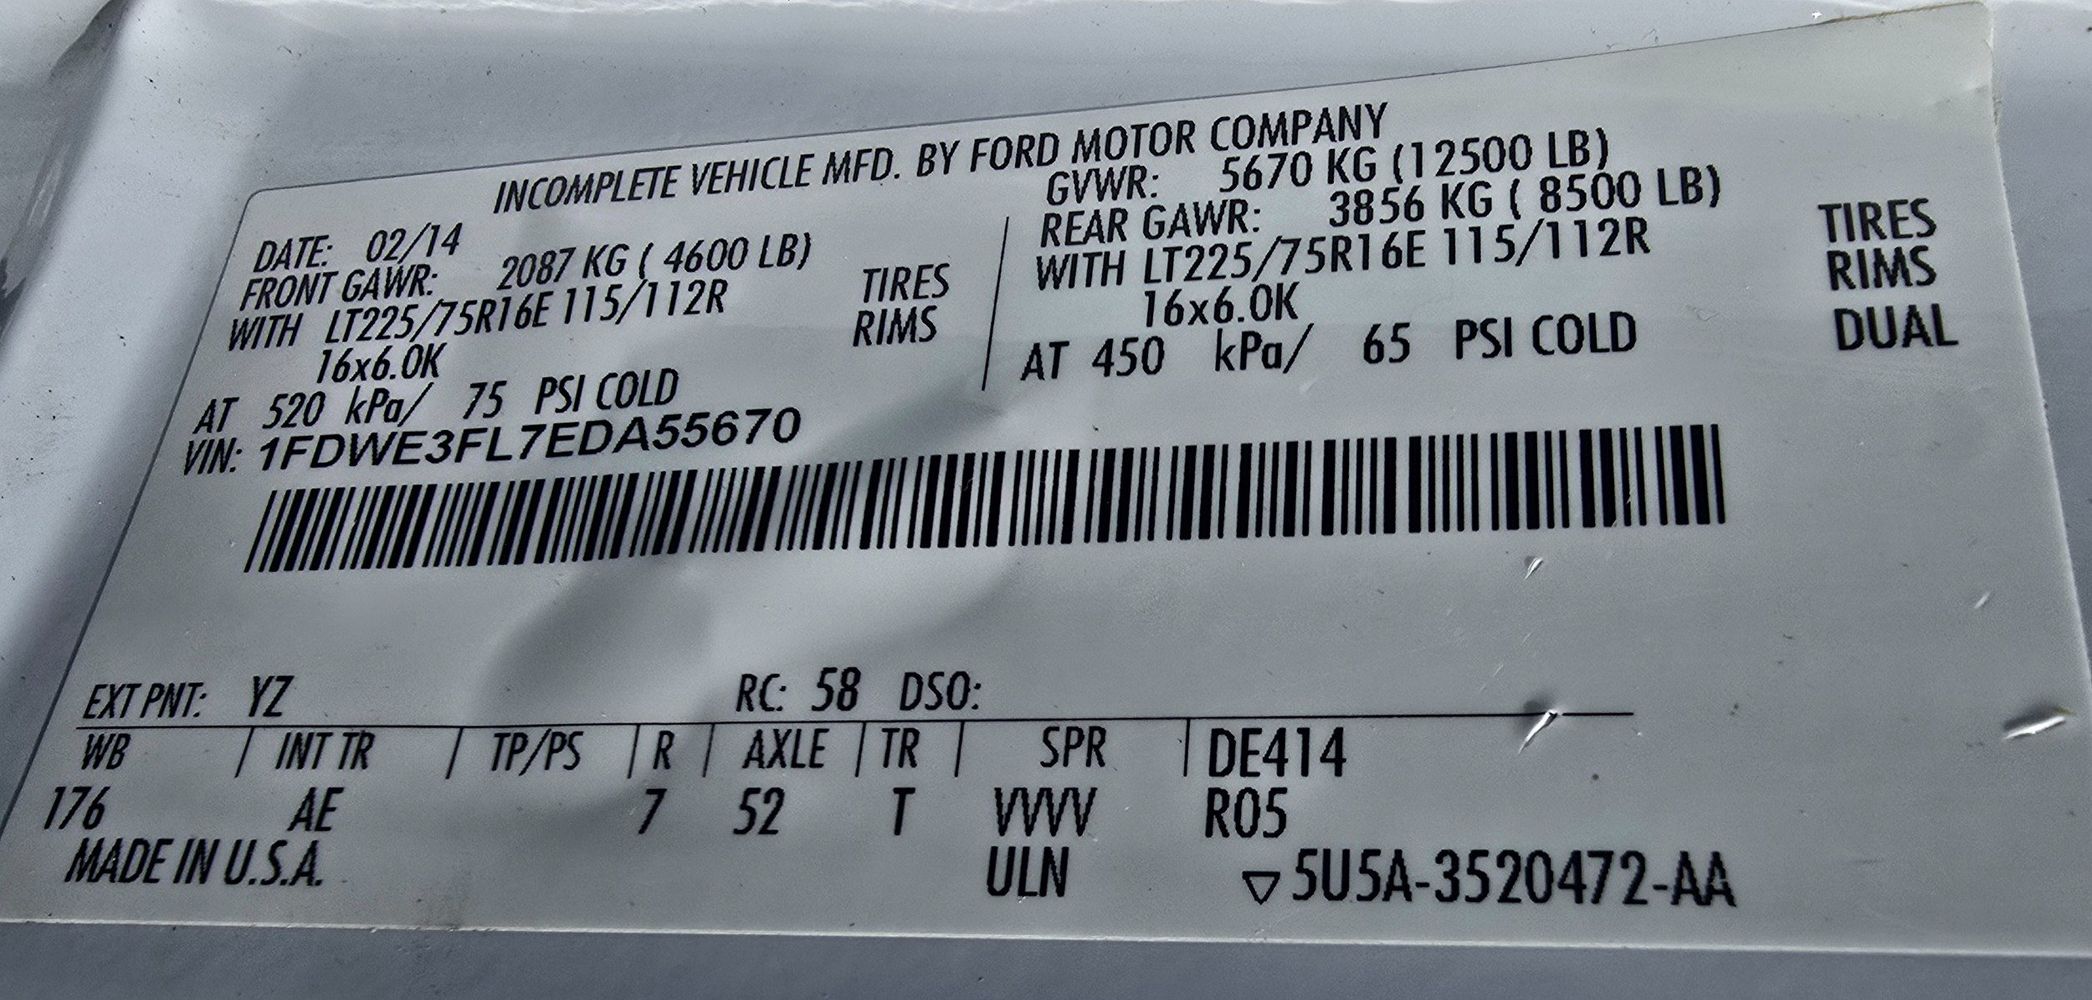 INCOMPLETE VEHICLE MFD. BY FORD MOTOR COMPANY
DATE: 02/14
FRONT GAWR: 2087 KG ( 4600 LB)
WITH LT225/75R16E 115/112R TIRES
16x6.0K RIMS
AT 520 kPa/ 75 PSI COLD
GVWR: 5670 KG (12500 LB)
REAR GAWR: 3856 KG ( 8500 LB)
WITH LT225/75R16E 115/112R TIRES
16x6.0K RIMS
AT 450 kPa/ 65 PSI COLD DUAL
VIN: 1FDWE3FL7EDA55670
EXT PNT: YZ RC: 58 DSO:
WB | INT TR | TP/PS | R | AXLE | TR | SPR | DE414
176 AE 7 52 T VVVV R05
MADE IN U.S.A. ULN ▽5U5A-3520472-AA